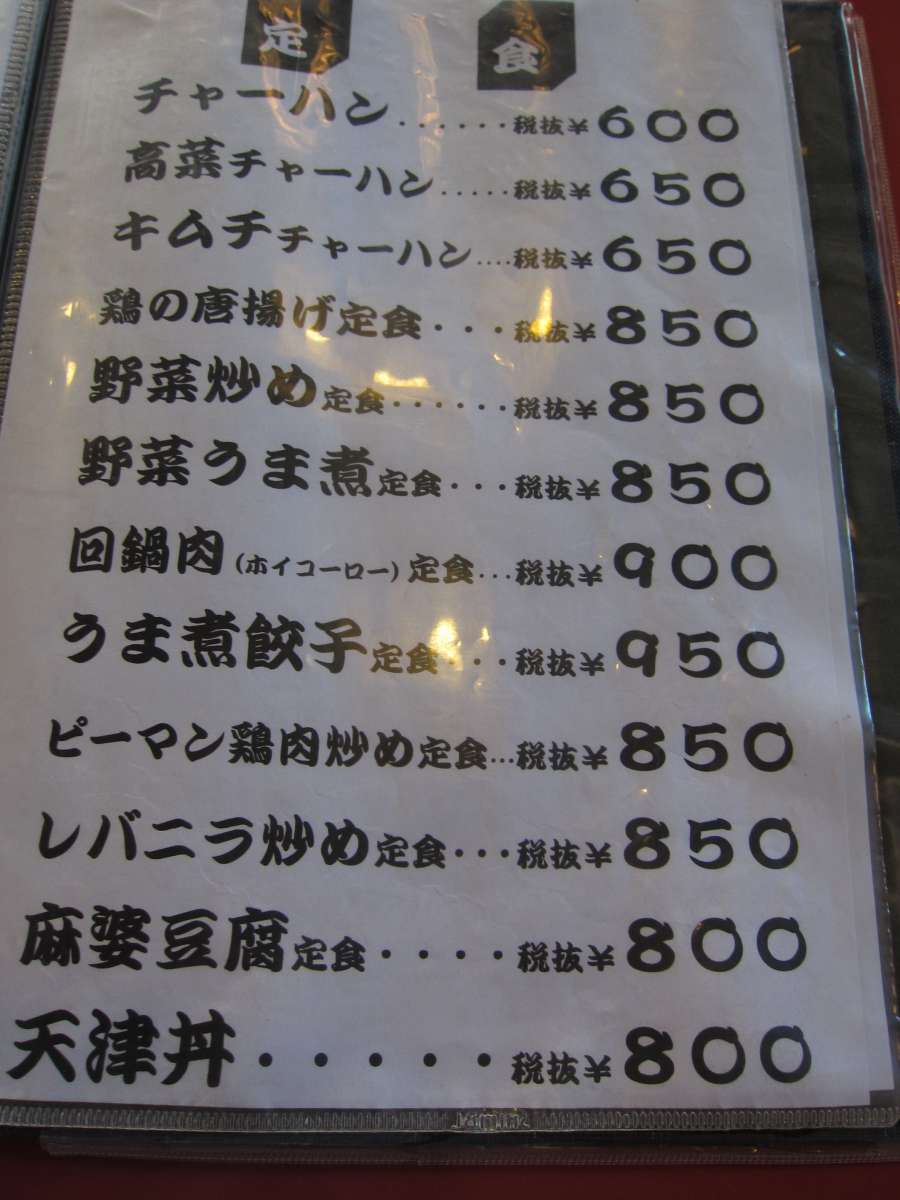 定 食
チャーハン......税抜¥600
高菜チャーハン.....税抜¥650
キムチチャーハン....税抜¥650
鶏の唐揚げ定食・・・税抜¥850
野菜炒め定食......税抜¥850
野菜うま煮定食・・・税抜¥850
回鍋肉(ホイコーロー)定食...税抜¥900
うま煮餃子定食・・・税抜¥950
ピーマン鶏肉炒め定食...税抜¥850
レバニラ炒め定食・・・税抜¥850
麻婆豆腐定食・・・・税抜¥800
天津丼・・・・・税抜¥800